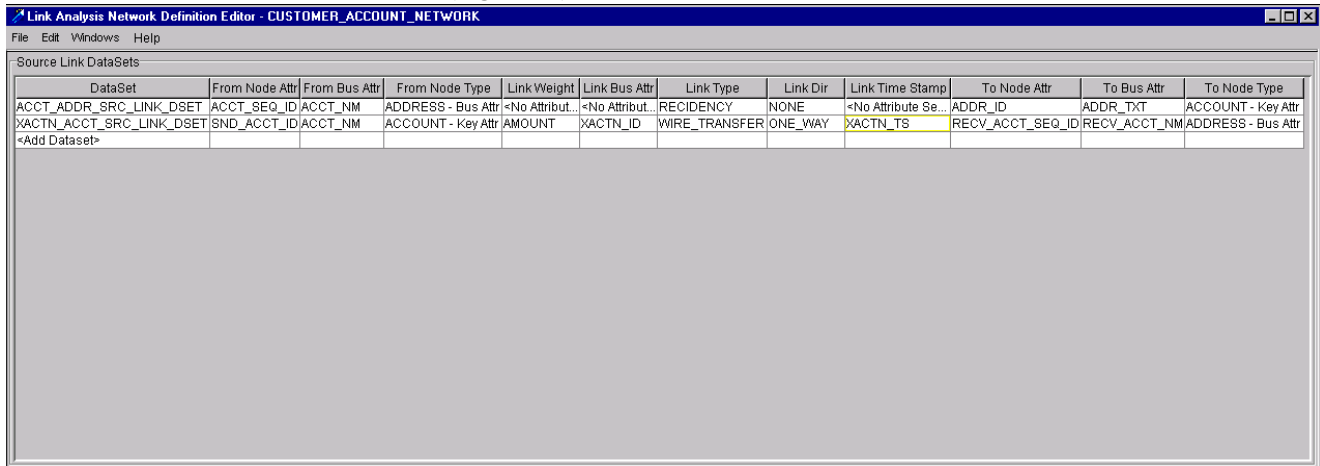 Link Analysis Network Definition Editor - CUSTOMER_ACCOUNT_NETWORK
File Edit Windows Help
Source Link DataSets
DataSet From Node Attr From Bus Attr From Node Type Link Weight Link Bus Attr Link Type Link Dir Link Time Stamp To Node Attr To Bus Attr To Node Type
ACCT_ADDR_SRC_LINK_DSET ACCT_SEQ_ID ACCT_NM ADDRESS - Bus Attr <No Attribut... <No Attribut... RECIDENCY NONE <No Attribute Se... ADDR_ID ADDR_TXT ACCOUNT - Key Attr
XACTN_ACCT_SRC_LINK_DSET SND_ACCT_ID ACCT_NM ACCOUNT - Key Attr AMOUNT XACTN_ID WIRE_TRANSFER ONE_WAY XACTN_TS RECV_ACCT_SEQ_ID RECV_ACCT_NM ADDRESS - Bus Attr
<Add Dataset>